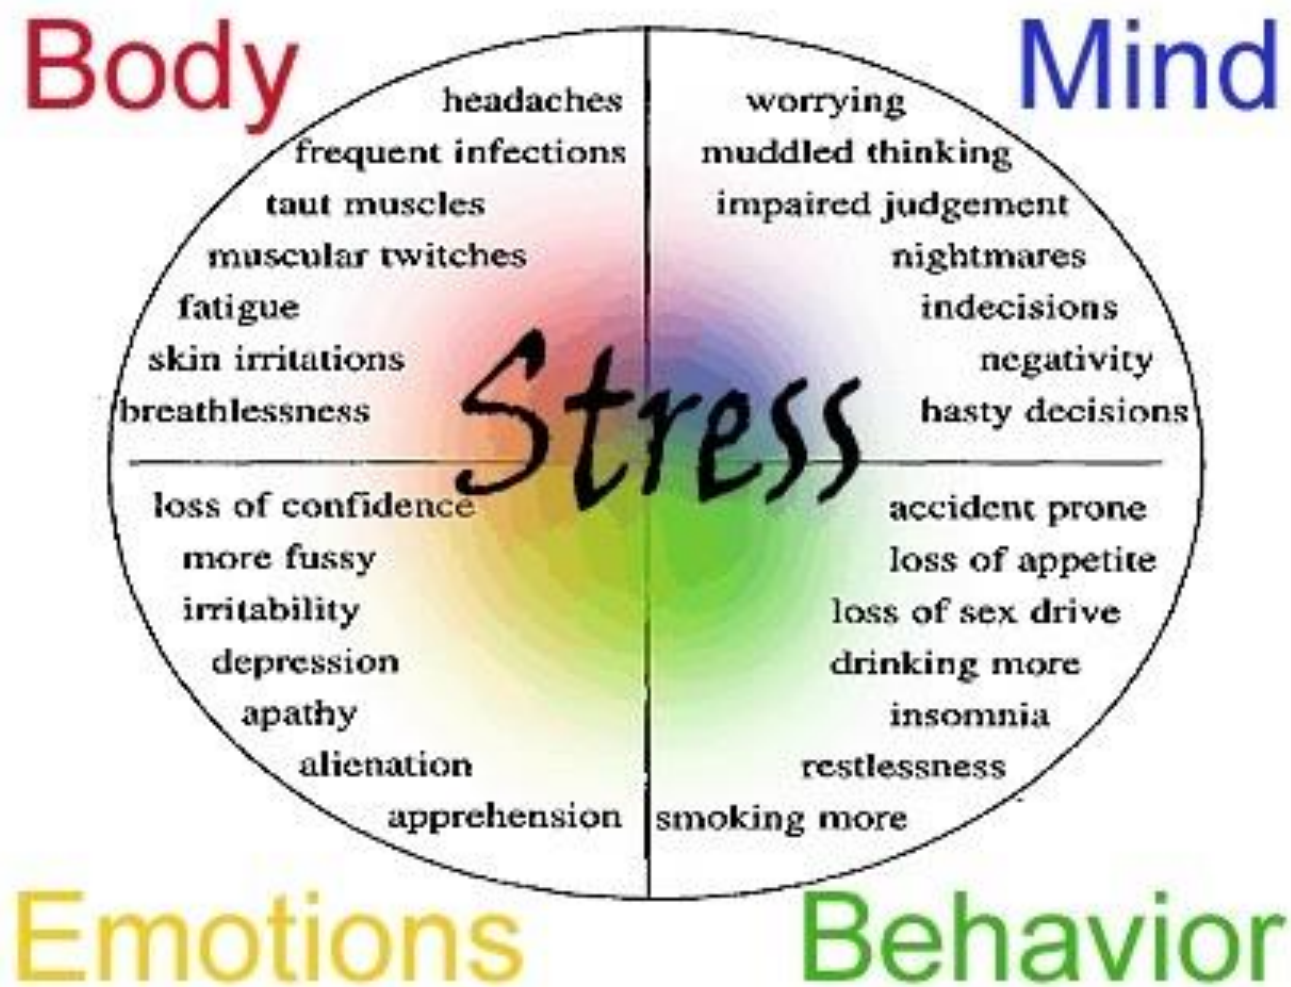 Body
headaches
frequent infections
taut muscles
muscular twitches
fatigue
skin irritations
breathlessness
Mind
worrying
muddled thinking
impaired judgement
nightmares
indecisions
negativity
hasty decisions
Stress
loss of confidence
more fussy
irritability
depression
apathy
alienation
apprehension
Emotions
accident prone
loss of appetite
loss of sex drive
drinking more
insomnia
restlessness
smoking more
Behavior